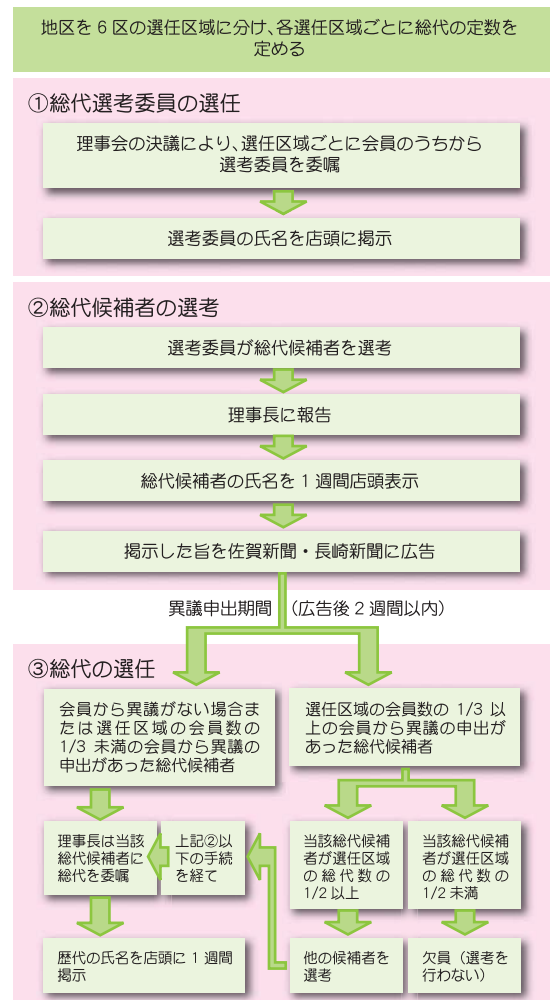 地区を6区の選任区域に分け、各選任区域ごとに総代の定数を
定める
①総代選考委員の選任
理事会の決議により、選任区域ごとに会員のうちから
選考委員を委嘱
選考委員の氏名を店頭に掲示
②総代候補者の選考
選考委員が総代候補者を選考
理事長に報告
総代候補者の氏名を1週間店頭表示
掲示した旨を佐賀新聞・長崎新聞に広告
異議申出期間（広告後2週間以内）
③総代の選任
会員から異議がない場合ま
たは選任区域の会員数の
1/3未満の会員から異議の
申出があった総代候補者
選任区域の会員数の1/3以
上の会員から異議の申出が
あった総代候補者
理事長は当該
総代候補者に
総代を委嘱
上記②以
下の手続
を経て
当該総代候補
者が選任区域
の総代数の
1/2以上
当該総代候補
者が選任区域
の総代数の
1/2未満
歴代の氏名を店頭に1週間
掲示
他の候補者を
選考
欠員（選考を
行わない）